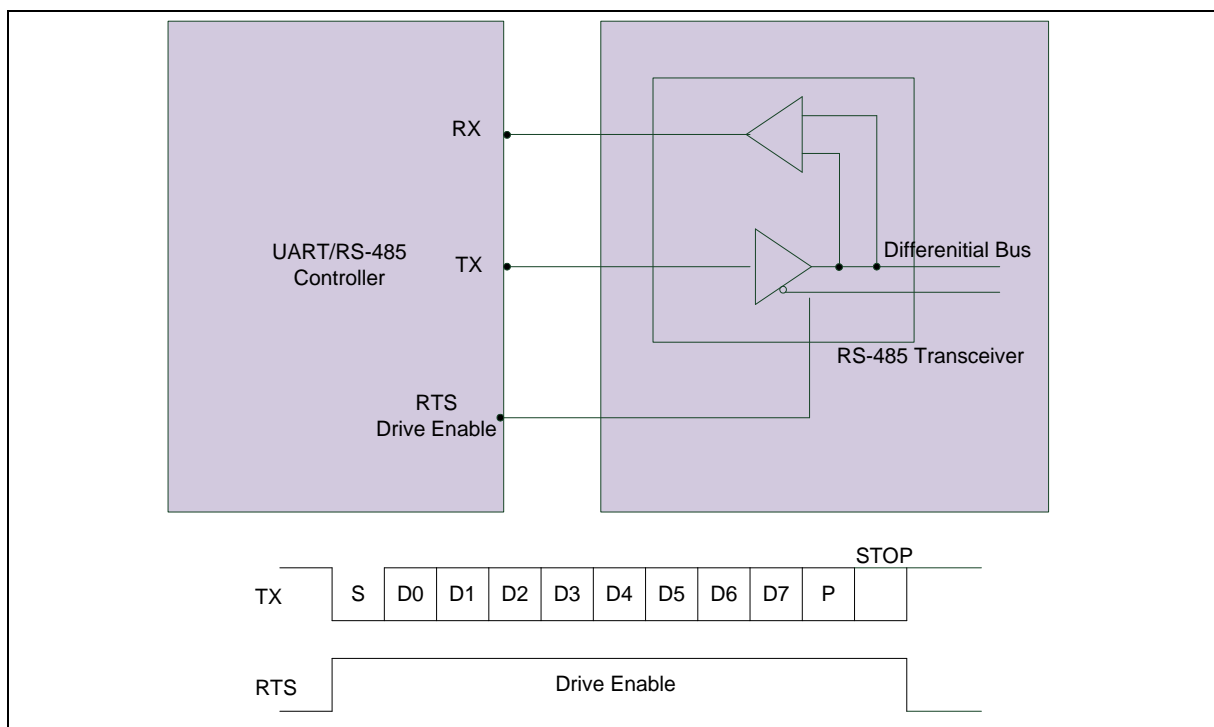 RX
UART/RS-485
Controller
TX
Differenitial Bus
RS-485 Transceiver
RTS
Drive Enable
STOP
TX S D0 D1 D2 D3 D4 D5 D6 D7 P
RTS Drive Enable